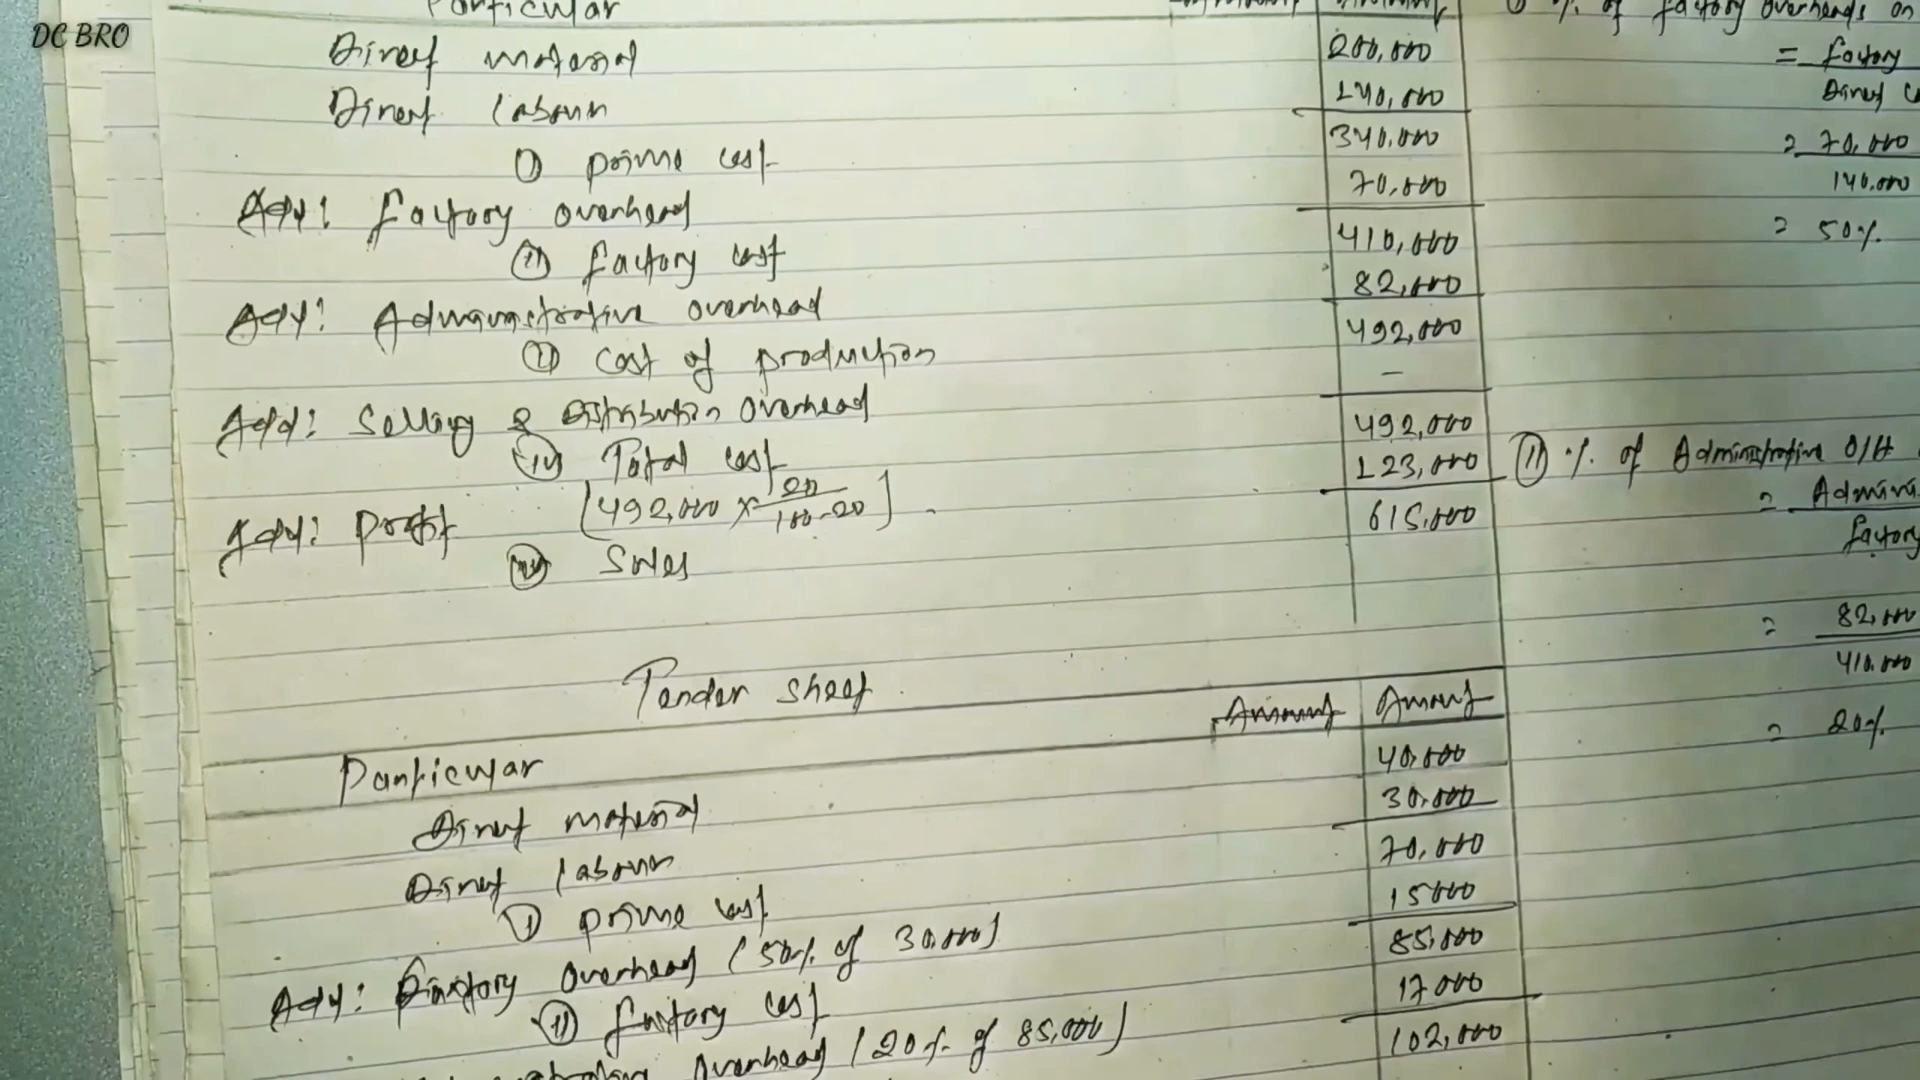 DC BRO
Particular
Direct material 200,000
Direct labour 140,000
① prime cost 340,000
Add: factory overhead 70,000
② factory cost 410,000
Add: Administrative overhead 82,000
cost of production 492,000
Add: Selling & Distribution overhead –
iv Total cost 492,000
Add: Profit [492,000 × 20/100-20] 123,000
Sales 615,000
% of factory overheads on
= factory
Direct
= 70,000
140,000
= 50%
② % of Administrative O/H
= Admini
factory
= 82,000
410,000
= 20%
Tender sheet
Particular Amount Amount
Direct material 40,000
Direct labour 30,000
① prime cost 70,000
Add: Factory overhead (50% of 30,000) 15000
② factory cost 85,000
overhead (20% of 85,000) 17000
102,000